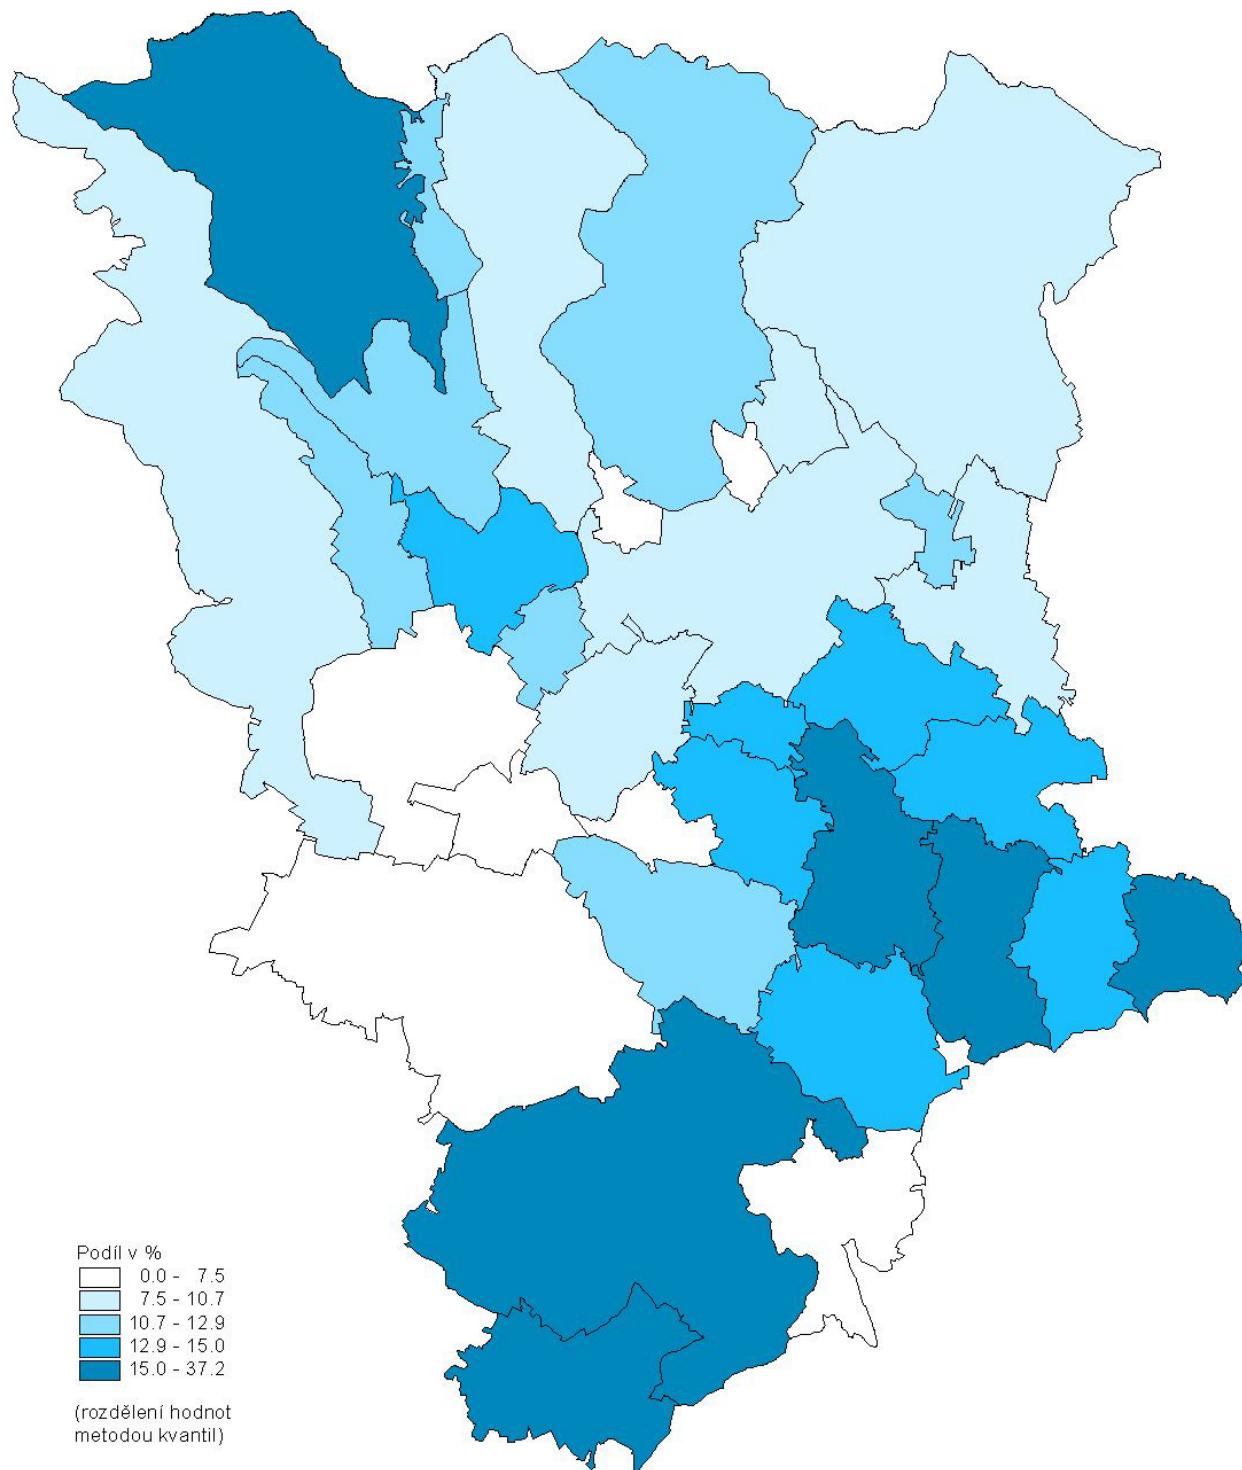 Podíl v %
0.0 - 7.5
7.5 - 10.7
10.7 - 12.9
12.9 - 15.0
15.0 - 37.2
(rozdělení hodnot
metodou kvantil)